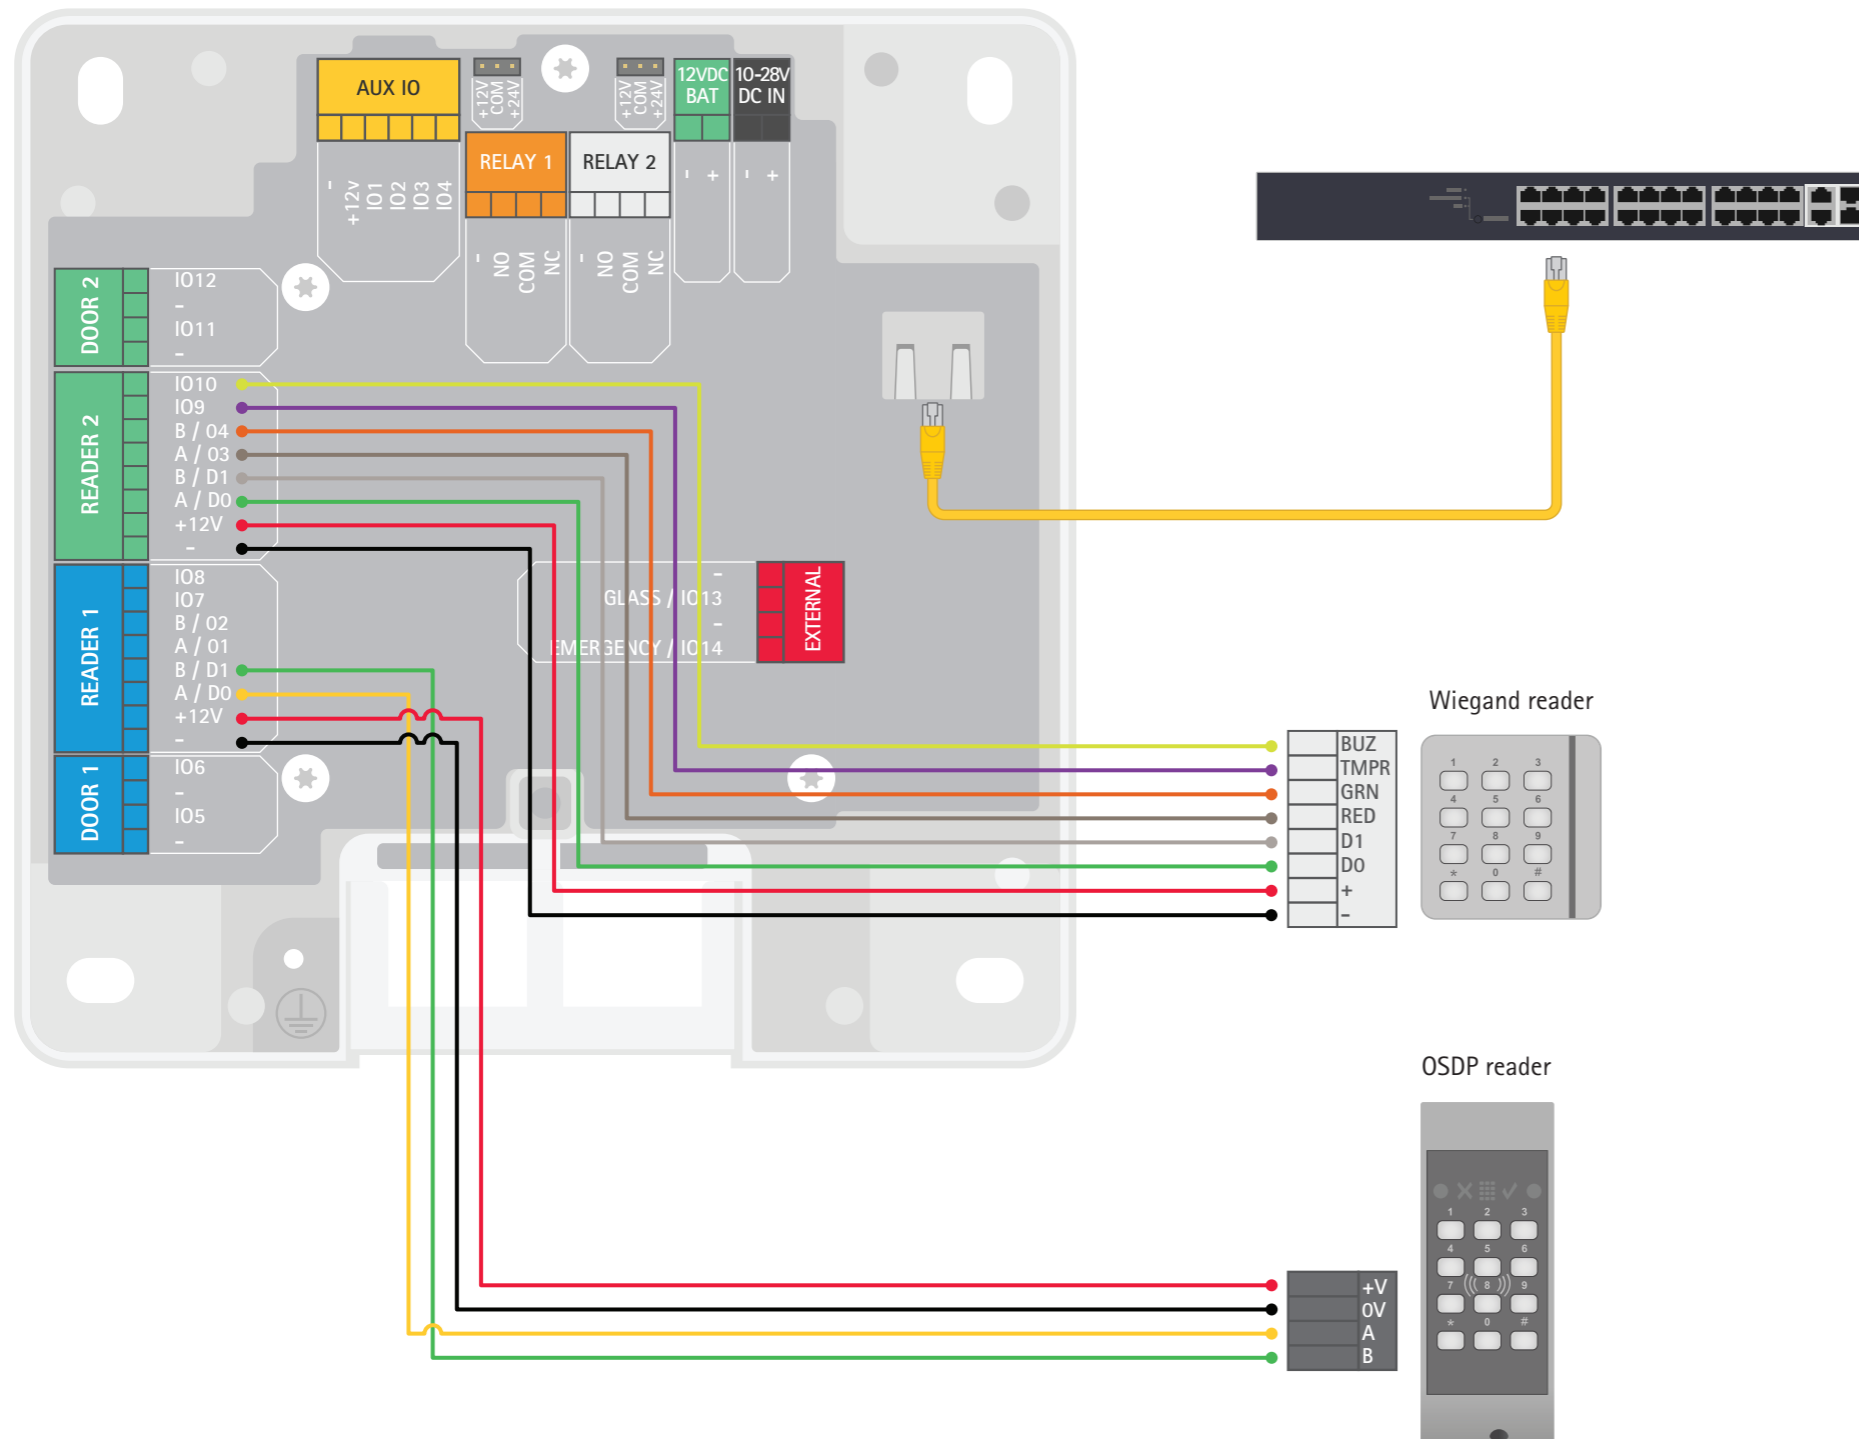 AUX IO
+12V
COM
+24V
+12V
COM
+24V
12VDC
BAT
10-28V
DC IN
RELAY 1
RELAY 2
-
+12v
IO1
IO2
IO3
IO4
-
NO
COM
NC
-
NO
COM
NC
- +
- +
DOOR 2
IO12
-
IO11
-
READER 2
IO10
IO9
B / 04
A / 03
B / D1
A / D0
+12V
-
READER 1
IO8
IO7
B / 02
A / 01
B / D1
A / D0
+12V
-
DOOR 1
IO6
-
IO5
-
-
GLASS / IO13
-
EMERGENCY / IO14
EXTERNAL
Wiegand reader
BUZ
TMPR
GRN
RED
D1
D0
+
-
1 2 3
4 5 6
7 8 9
* 0 #
OSDP reader
1 2 3
4 5 6
7 8 9
* 0 #
+V
0V
A
B